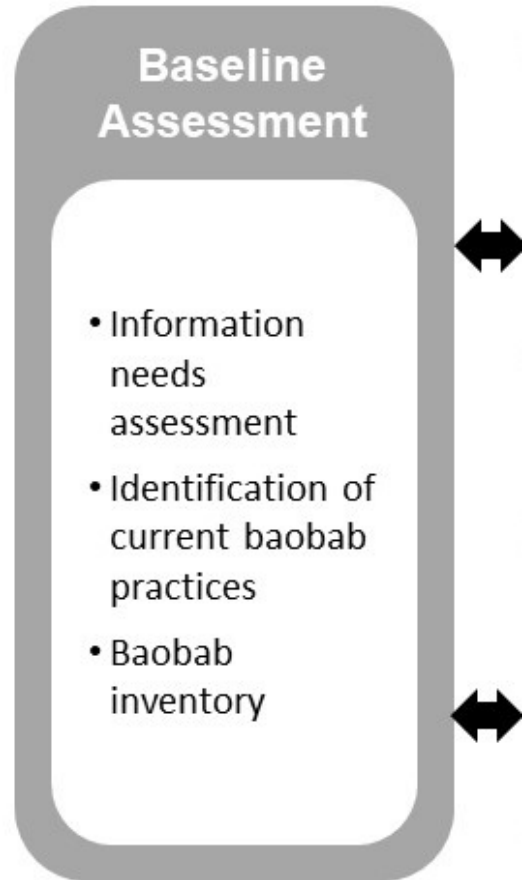 Baseline
Assessment
• Information
needs
assessment
• Identification of
current baobab
practices
• Baobab
inventory